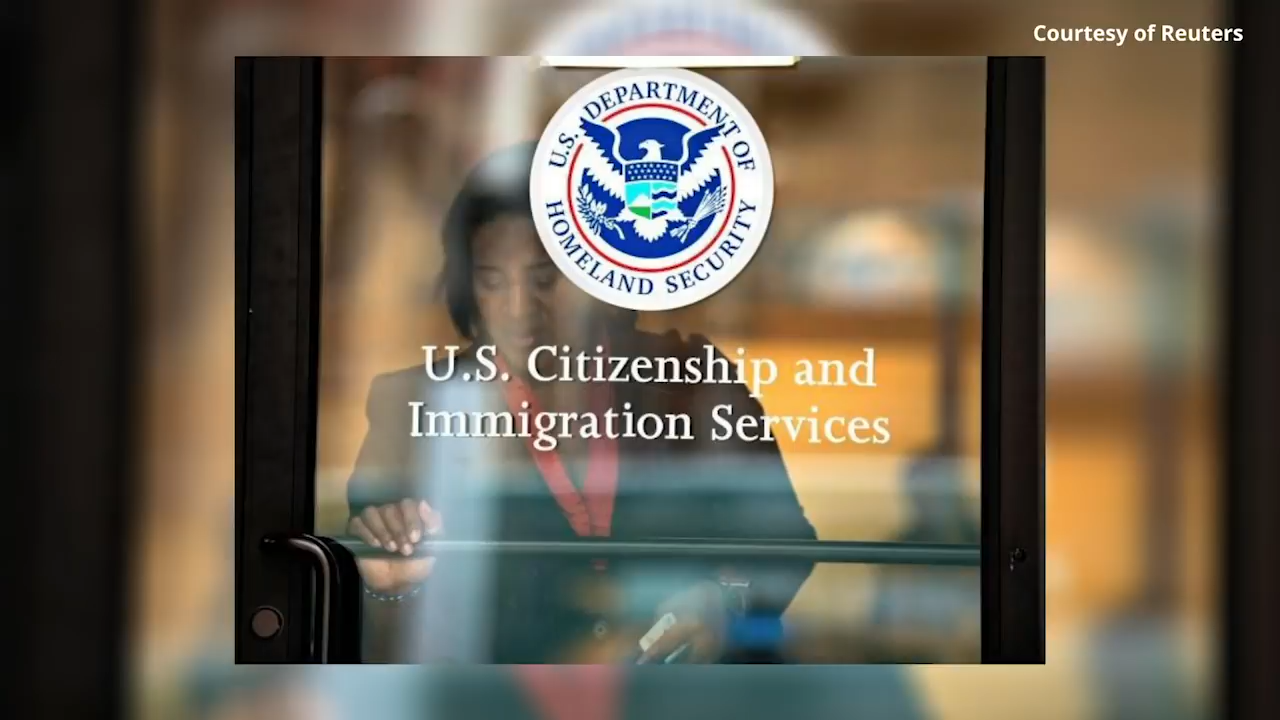 Courtesy of Reuters
U.S. DEPARTMENT OF
HOMELAND SECURITY
U.S. Citizenship and
Immigration Services